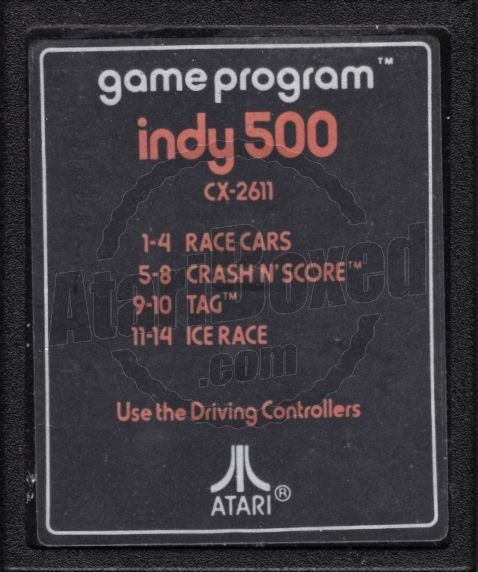 game program™
indy 500
CX-2611
1-4 RACE CARS
5-8 CRASH N' SCORE™
9-10 TAG™
11-14 ICE RACE
AtariBoxed
.com
Use the Driving Controllers
ATARI®